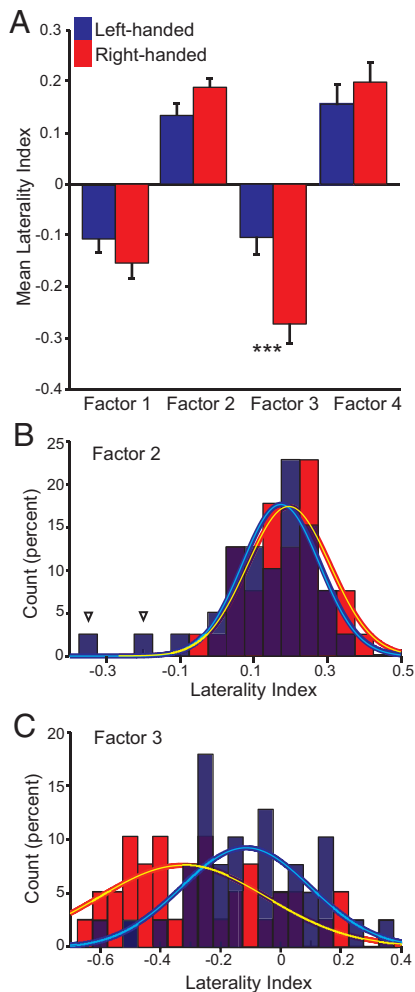 A
Left-handed
Right-handed
Mean Laterality Index
0.3
0.2
0.1
0
-0.1
-0.2
-0.3
-0.4
***
Factor 1 Factor 2 Factor 3 Factor 4
B
Factor 2
Count (percent)
25
20
15
10
5
0
-0.3 -0.1 0.1 0.3 0.5
Laterality Index
C
Factor 3
Count (percent)
20
15
10
5
0
-0.6 -0.4 -0.2 0 0.2 0.4
Laterality Index